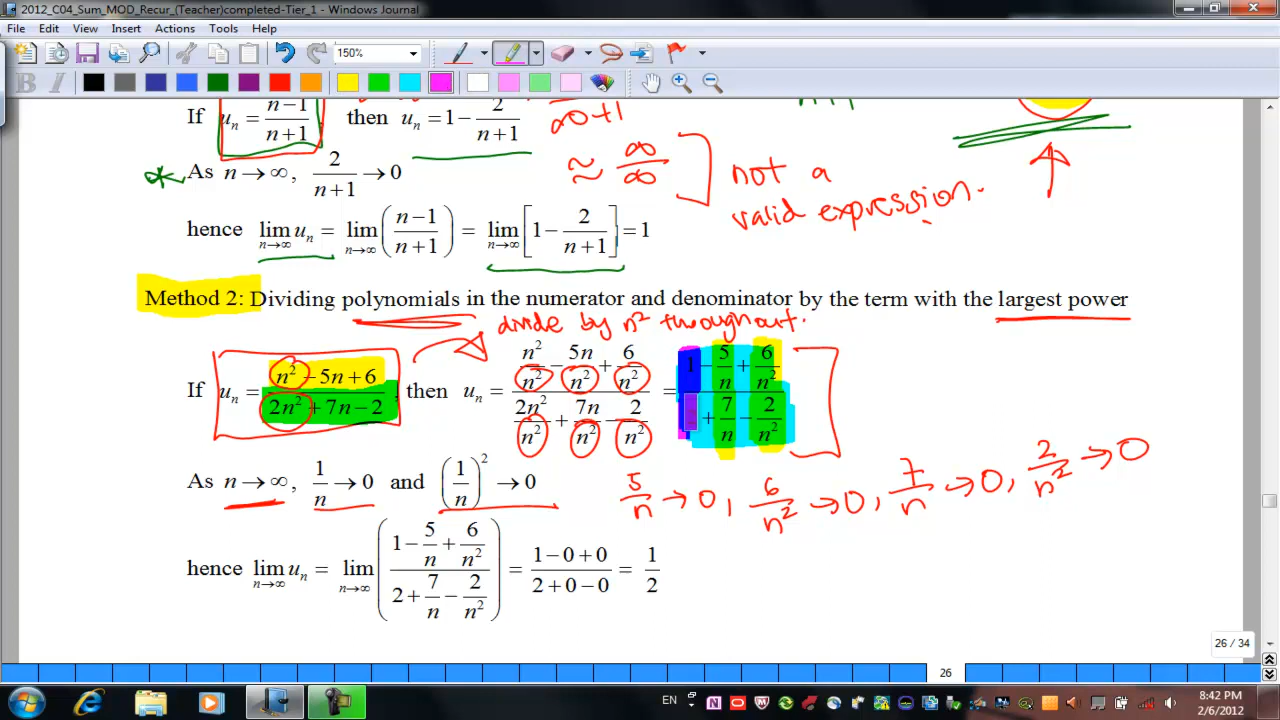 2012_C04_Sum_MOD_Recur_(Teacher)completed-Tier_1 - Windows Journal
File Edit View Insert Actions Tools Help
150%
B I
If u_n = (n−1)/(n+1) then u_n = 1 − 2/(n+1)
∞+1
As n→∞, 2/(n+1) → 0
≈ ∞/∞
not a
valid expression.
hence lim_{n→∞} u_n = lim_{n→∞} ((n−1)/(n+1)) = lim_{n→∞} [1 − 2/(n+1)] = 1
Method 2: Dividing polynomials in the numerator and denominator by the term with the largest power
divide by n² throughout.
If u_n = (n² − 5n + 6)/(2n² + 7n − 2), then u_n = (n²/n² − 5n/n² + 6/n²)/(2n²/n² + 7n/n² − 2/n²) = (1 − 5/n + 6/n²)/(2 + 7/n − 2/n²)
As n→∞, 1/n → 0 and (1/n)² → 0
5/n → 0, 6/n² → 0, 7/n → 0, 2/n² → 0
hence lim_{n→∞} u_n = lim_{n→∞} ((1 − 5/n + 6/n²)/(2 + 7/n − 2/n²)) = (1−0+0)/(2+0−0) = 1/2
26 / 34
26
EN
8:42 PM
2/6/2012